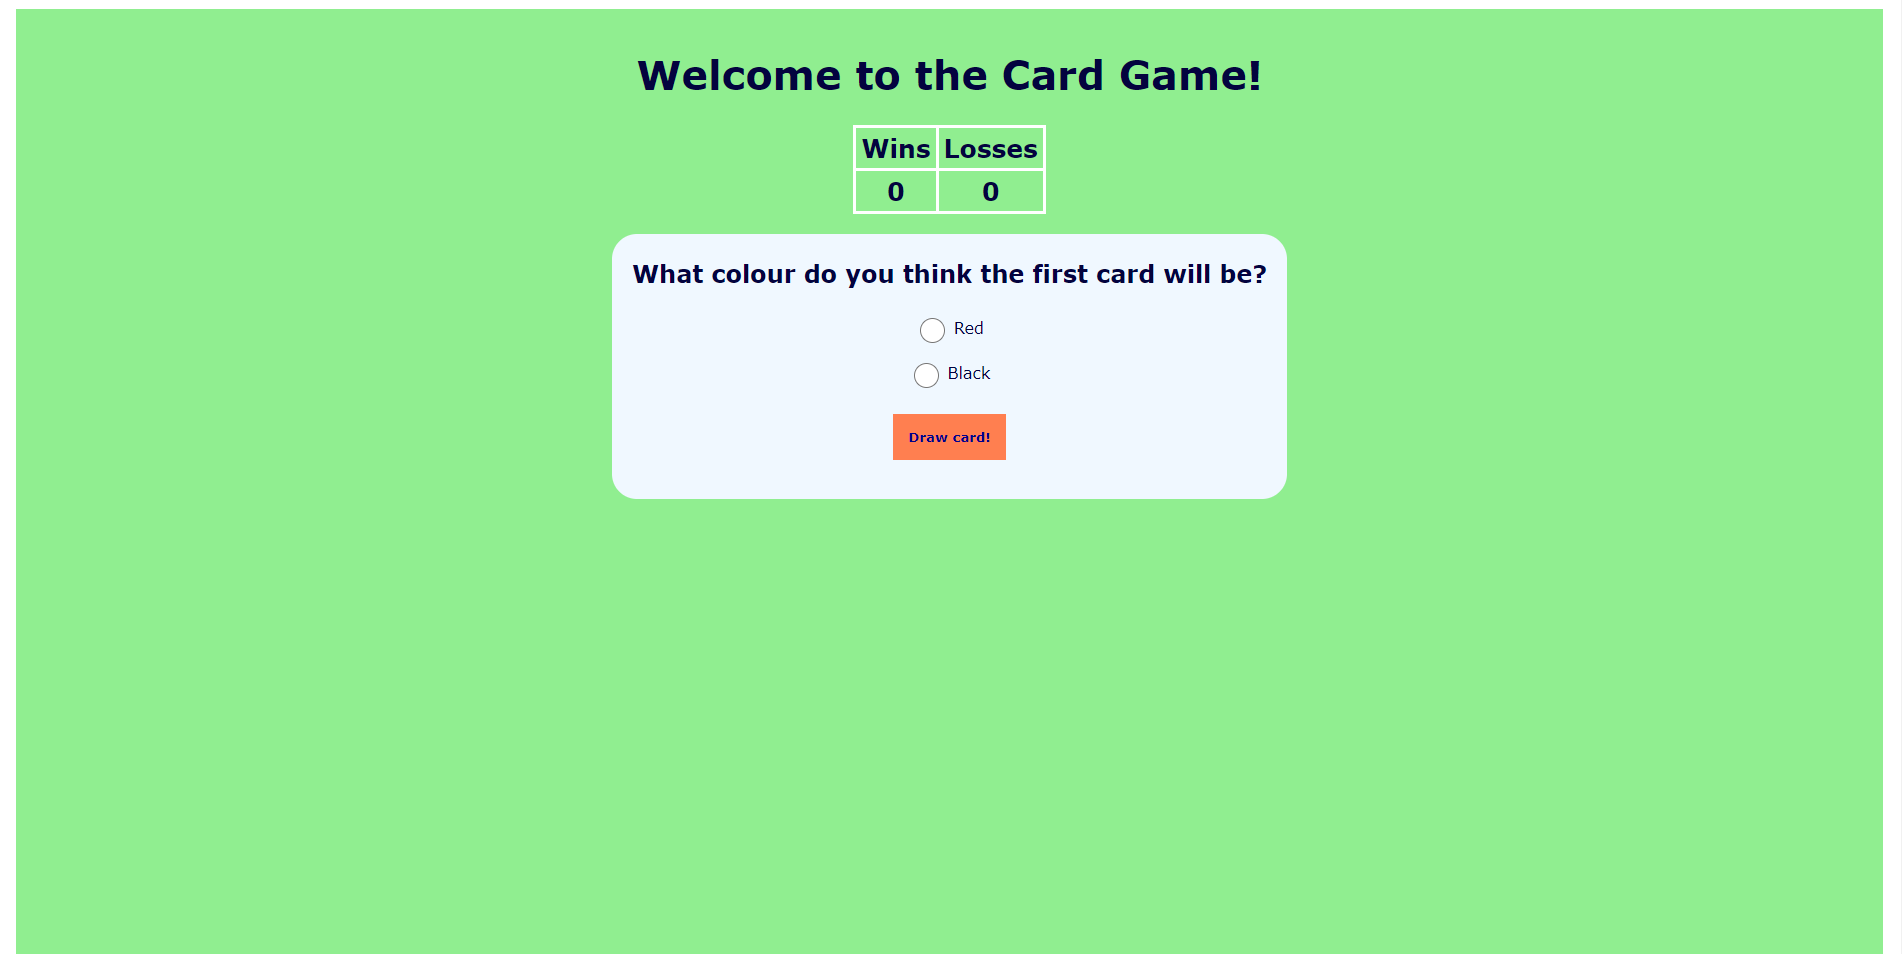 Welcome to the Card Game!
Wins Losses
0 0
What colour do you think the first card will be?
Red
Black
Draw card!